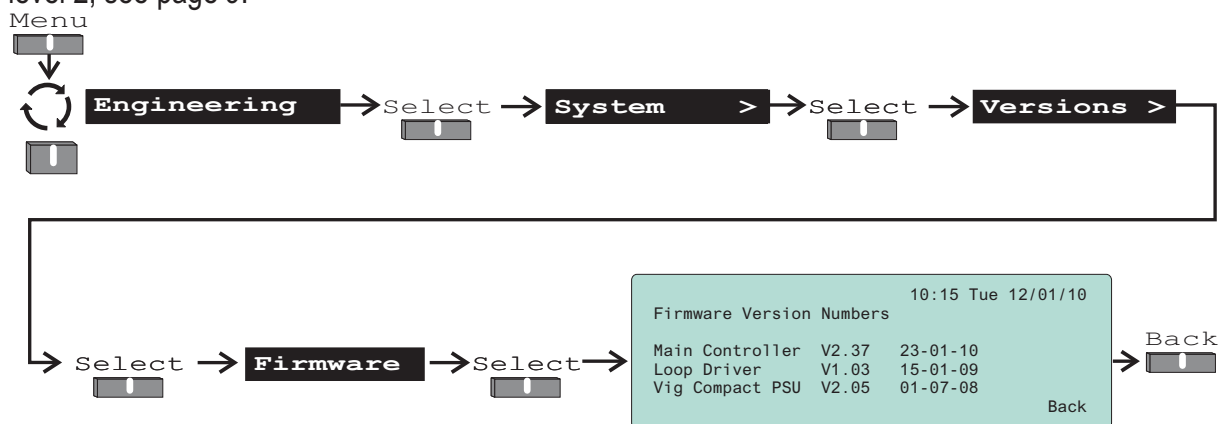 level 2, see page 9.
Menu
Engineering Select System > Select Versions >
Select Firmware Select
10:15 Tue 12/01/10
Firmware Version Numbers
Main Controller V2.37 23-01-10
Loop Driver V1.03 15-01-09
Vig Compact PSU V2.05 01-07-08
Back
Back